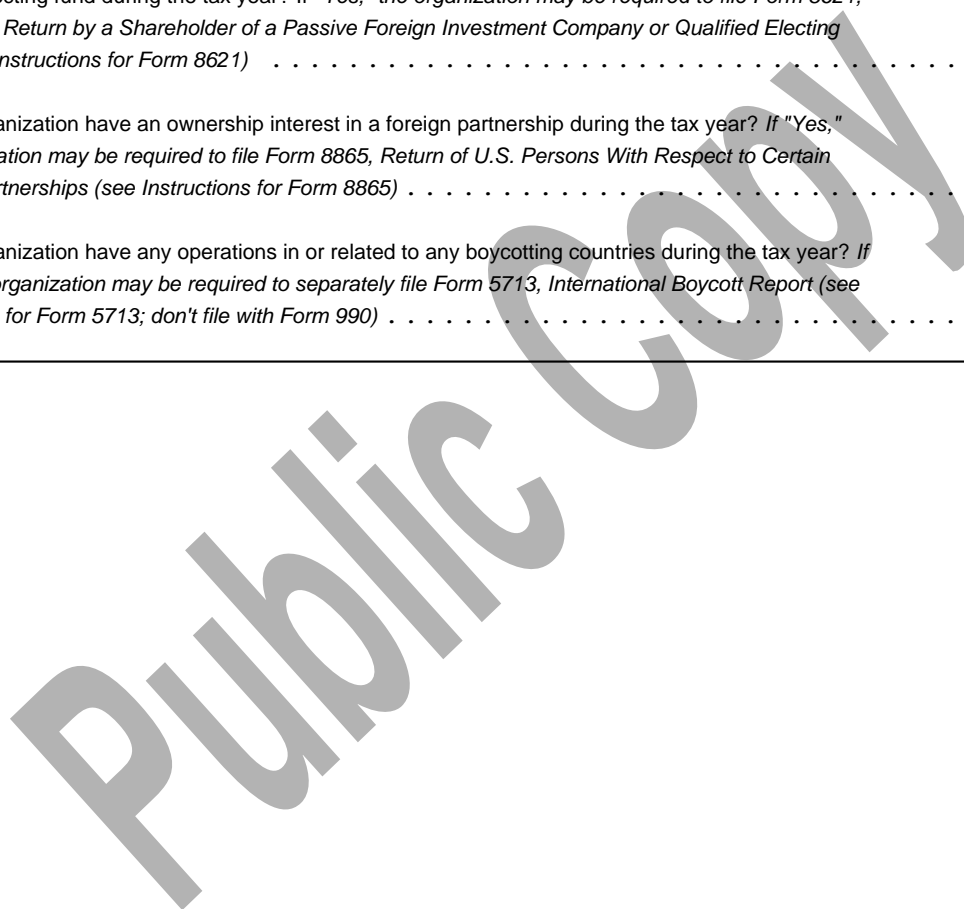 ecting fund during the tax year? If "Yes," the organization may be required to file Form 8621,
Return by a Shareholder of a Passive Foreign Investment Company or Qualified Electing
nstructions for Form 8621) . . . . . . . . . . . . . . . . . . . . . . . . . . . . . . . . . . .
anization have an ownership interest in a foreign partnership during the tax year? If "Yes,"
ation may be required to file Form 8865, Return of U.S. Persons With Respect to Certain
rtnerships (see Instructions for Form 8865) . . . . . . . . . . . . . . . . . . . . . . . . . . . .
anization have any operations in or related to any boycotting countries during the tax year? If
organization may be required to separately file Form 5713, International Boycott Report (see
for Form 5713; don't file with Form 990) . . . . . . . . . . . . . . . . . . . . . . . . . . . . .
Public Copy